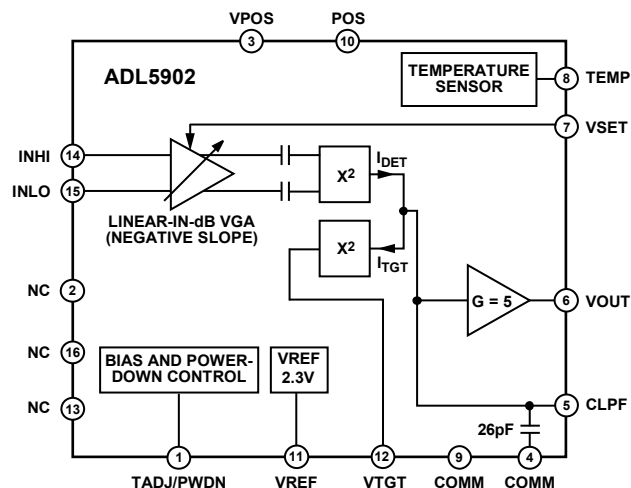 VPOS
POS
3
10
ADL5902
TEMPERATURE
SENSOR
8
TEMP
7
VSET
INHI
14
INLO
15
LINEAR-IN-dB VGA
(NEGATIVE SLOPE)
X²
IDET
X²
ITGT
NC
2
G = 5
6
VOUT
NC
16
BIAS AND POWER-
DOWN CONTROL
VREF
2.3V
NC
13
5
CLPF
26pF
1
11
12
9
4
TADJ/PWDN
VREF
VTGT
COMM
COMM